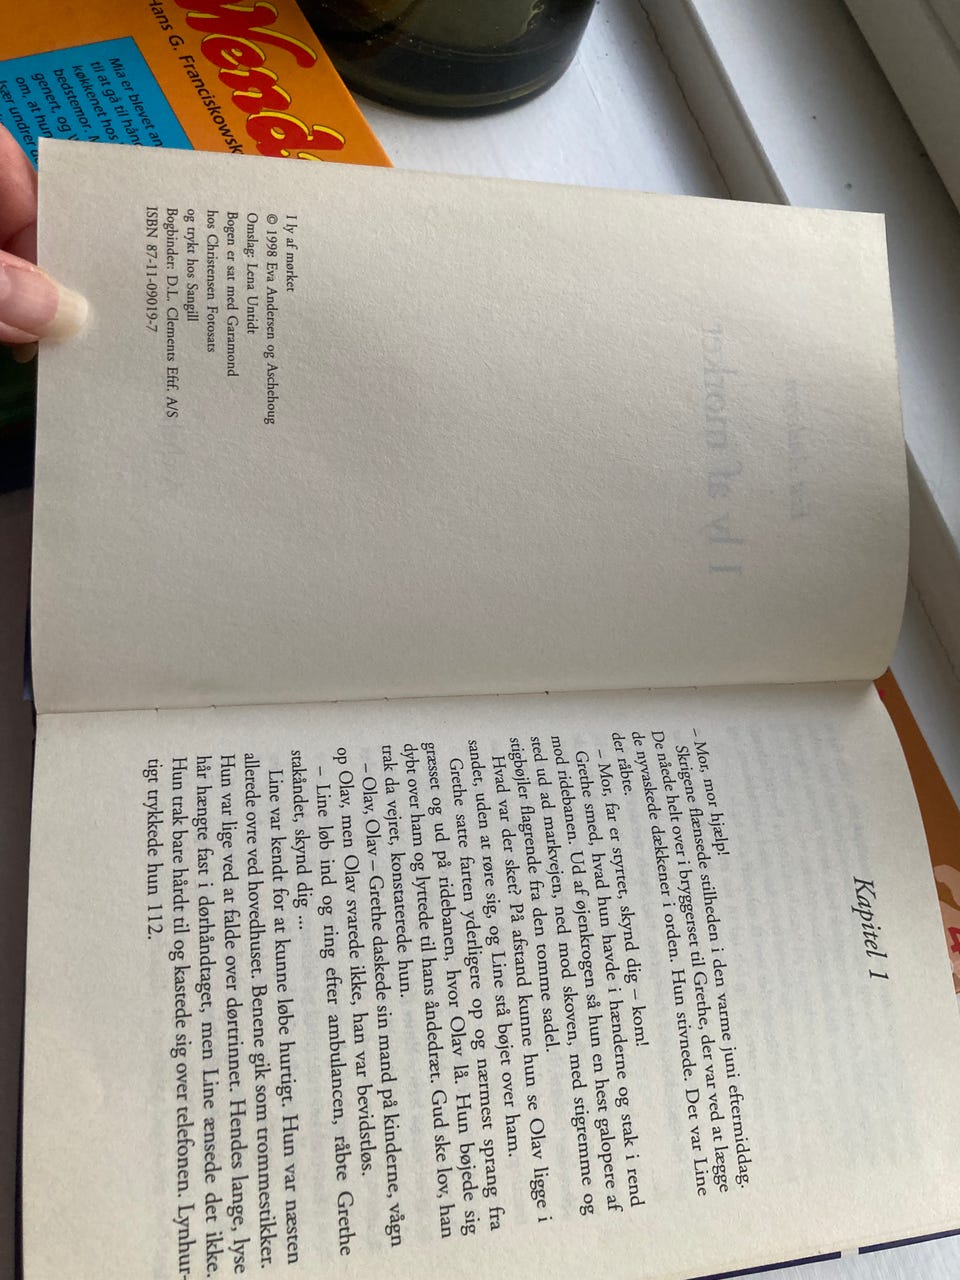 Wend
Hans G. Franciskowsk
Mia er blevet an
til at gå til hånd
køkkenet hos
bedstemor. M
genert, og V
om, at hun
Især undrer d
I ly af mørket
© 1998 Eva Andersen og Aschehoug
Omslag: Lena Untidt
Bogen er sat med Garamond
hos Christensen Fotosats
og trykt hos Sangill
Bogbinder: D.L. Clements Eftf. A/S
ISBN 87-11-09019-7
I ly af mørket
Kapitel 1
– Mor, mor hjælp!
Skrigene flænsede stilheden i den varme juni eftermiddag.
De nåede helt over i bryggerset til Grethe, der var ved at lægge
de nyvaskede dækkener i orden. Hun stivnede. Det var Line
der råbte.
– Mor, far er styrtet, skynd dig – kom!
Grethe smed, hvad hun havde i hænderne og stak i rend
mod ridebanen. Ud af øjenkrogen så hun en hest galopere af
sted ud ad markvejen, ned mod skoven, med stigremme og
stigbøjler flagrende fra den tomme sadel.
Hvad var der sket? På afstand kunne hun se Olav ligge i
sandet, uden at røre sig, og Line stå bøjet over ham.
Grethe satte farten yderligere op og nærmest sprang fra
græsset og ud på ridebanen, hvor Olav lå. Hun bøjede sig
dybt over ham og lyttede til hans åndedræt. Gud ske lov, han
trak da vejret, konstaterede hun.
– Olav, Olav – Grethe daskede sin mand på kinderne, vågn
op Olav, men Olav svarede ikke, han var bevidstløs.
– Line løb ind og ring efter ambulancen, råbte Grethe
stakåndet, skynd dig ...
Line var kendt for at kunne løbe hurtigt. Hun var næsten
allerede ovre ved hovedhuset. Benene gik som trommestikker.
Hun var lige ved at falde over dørtrinnet. Hendes lange, lyse
hår hængte fast i dørhåndtaget, men Line ænsede det ikke.
Hun trak bare hårdt til og kastede sig over telefonen. Lynhur-
tigt trykkede hun 112.